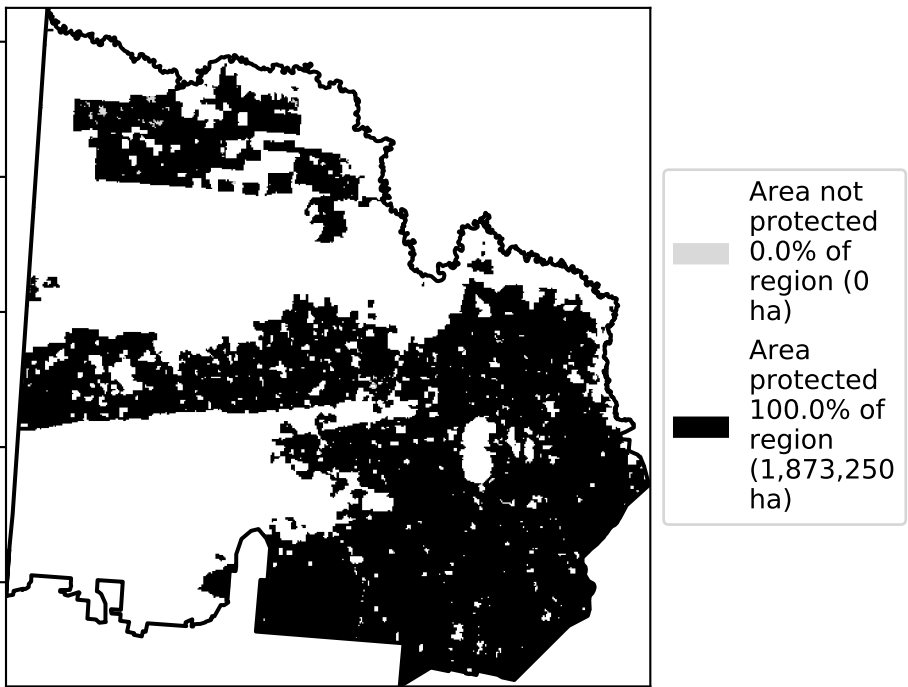 Area not
protected
0.0% of
region (0
ha)
Area
protected
100.0% of
region
(1,873,250
ha)